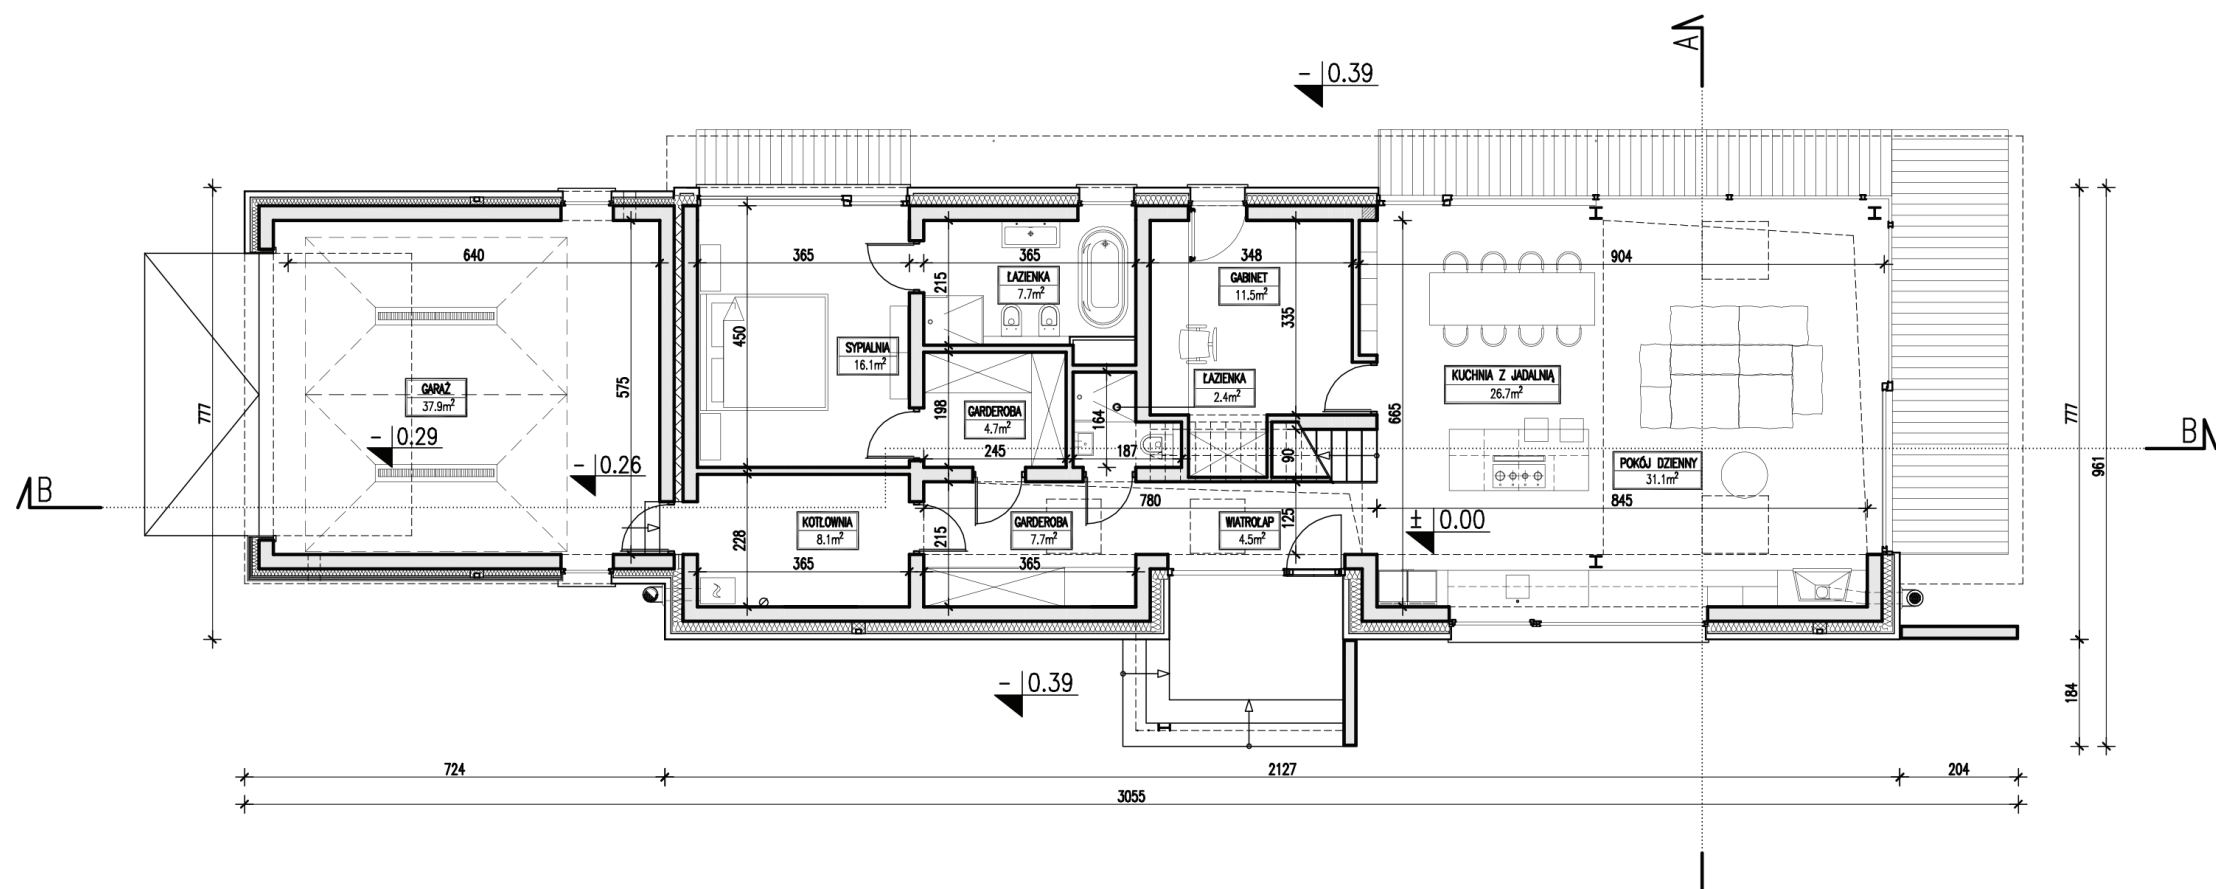 A
- 0.39
640
365
365
348
904
215
ŁAZIENKA
7.7m²
GABINET
11.5m²
450
335
SYPIALNIA
16.1m²
GARAŻ
37.9m²
575
ŁAZIENKA
2.4m²
KUCHNIA Z JADALNIĄ
26.7m²
777
198
GARDEROBA
4.7m²
164
665
777
- 0.29
245
187
90
B
- 0.26
POKÓJ DZIENNY
31.1m²
961
B
780
845
228
KOTŁOWNIA
8.1m²
215
GARDEROBA
7.7m²
WIATROŁAP
4.5m²
125
± 0.00
365
365
- 0.39
184
724
2127
204
3055